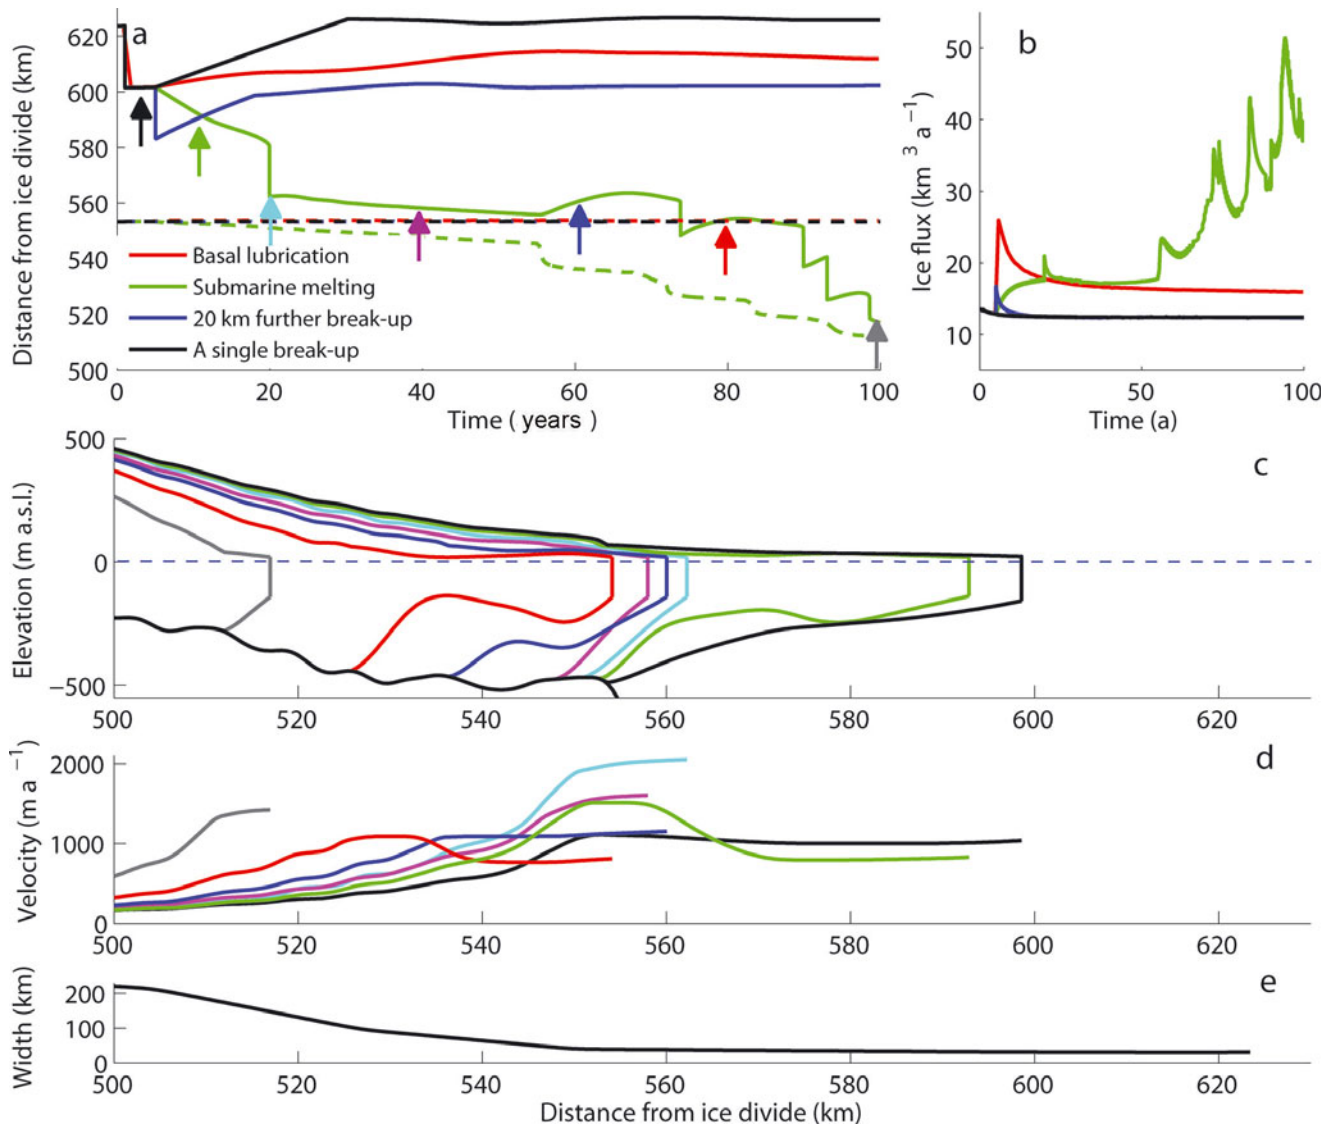 a
Distance from ice divide (km)
620
600
580
560
540
520
500
Basal lubrication
Submarine melting
20 km further break-up
A single break-up
0 20 40 60 80 100
Time ( years )
b
Ice flux (km 3 a −1)
50
40
30
20
10
0 50 100
Time (a)
c
Elevation (m a.s.l.)
500
0
−500
500 520 540 560 580 600 620
d
Velocity (m a −1)
2000
1000
0
500 520 540 560 580 600 620
e
Width (km)
200
100
0
500 520 540 560 580 600 620
Distance from ice divide (km)